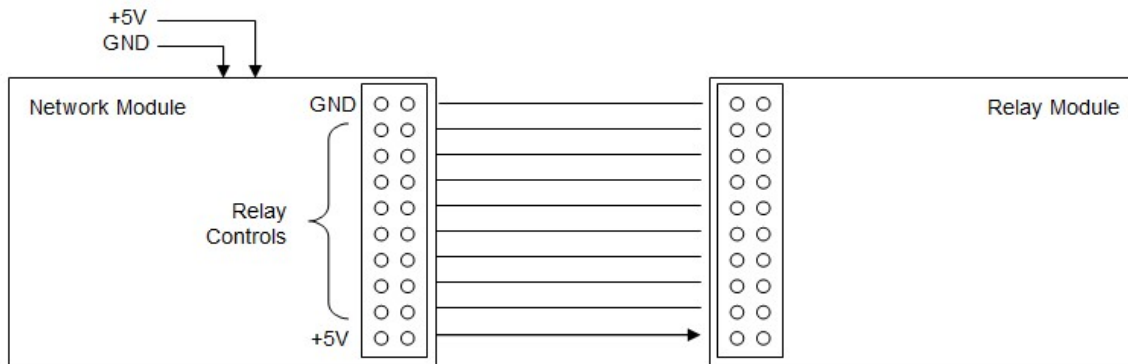 +5V
GND
Network Module
GND
Relay Module
Relay
Controls
+5V